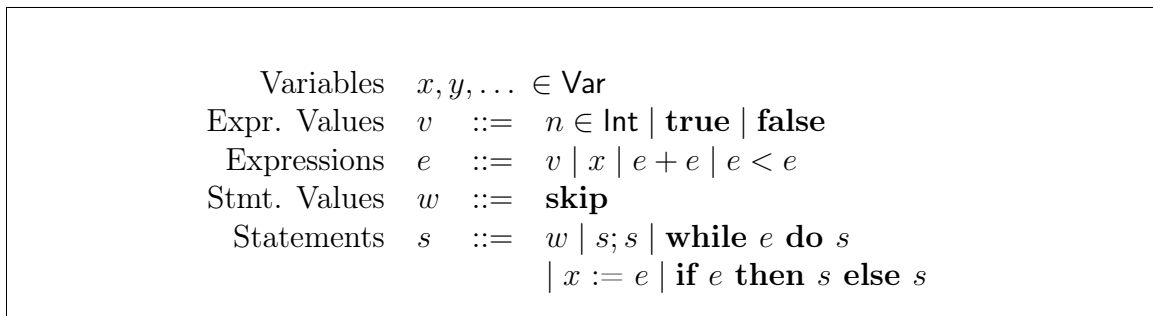 Variables x, y, . . . ∈ Var
Expr. Values v ::= n ∈ Int | true | false
Expressions e ::= v | x | e + e | e < e
Stmt. Values w ::= skip
Statements s ::= w | s; s | while e do s
| x := e | if e then s else s